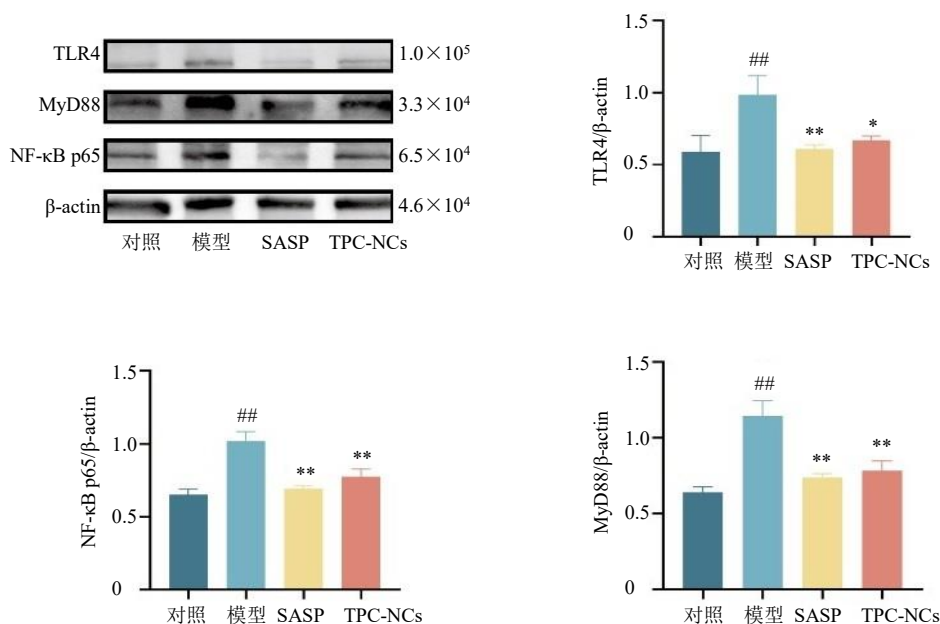 TLR4
1.0×10⁵
MyD88
3.3×10⁴
NF-κB p65
6.5×10⁴
β-actin
4.6×10⁴
对照 模型 SASP TPC-NCs
TLR4/β-actin
1.5
1.0
0.5
0
##
**
*
对照 模型 SASP TPC-NCs
NF-κB p65/β-actin
1.5
1.0
0.5
0
##
**
**
对照 模型 SASP TPC-NCs
MyD88/β-actin
1.5
1.0
0.5
0
##
**
**
对照 模型 SASP TPC-NCs